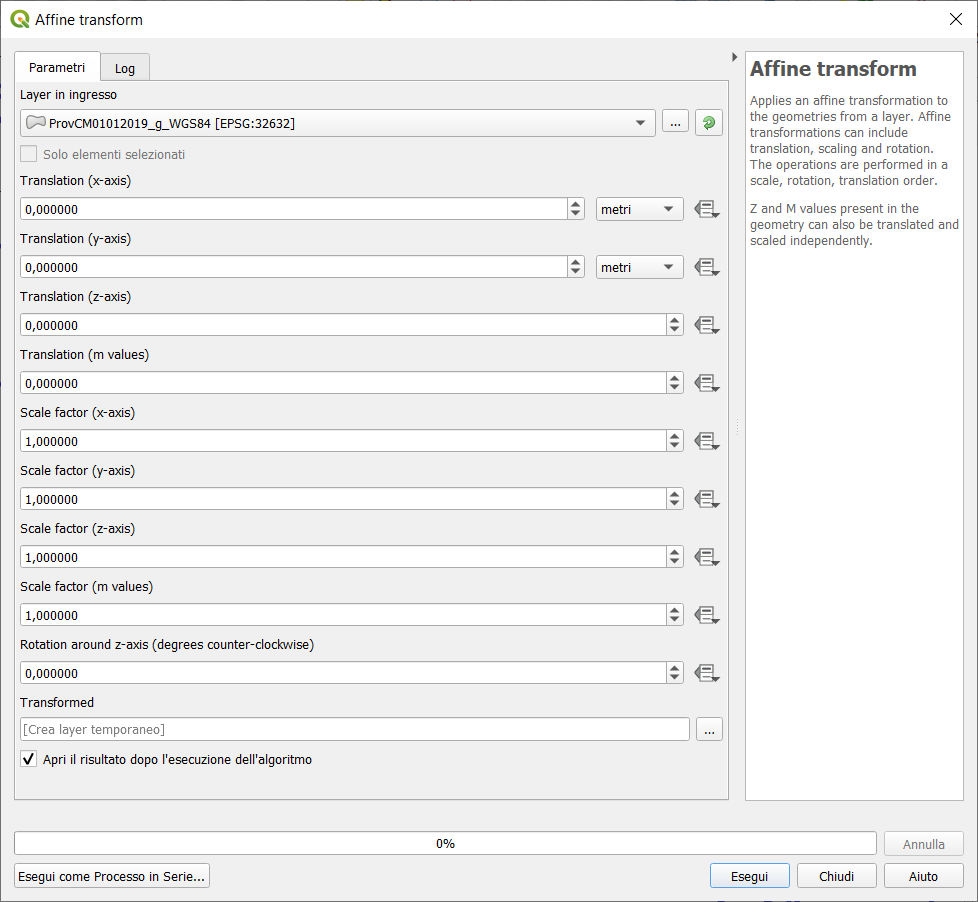 Affine transform
Parametri
Log
Layer in ingresso
ProvCM01012019_g_WGS84 [EPSG:32632]
...
Solo elementi selezionati
Translation (x-axis)
0,000000
metri
Translation (y-axis)
0,000000
metri
Translation (z-axis)
0,000000
Translation (m values)
0,000000
Scale factor (x-axis)
1,000000
Scale factor (y-axis)
1,000000
Scale factor (z-axis)
1,000000
Scale factor (m values)
1,000000
Rotation around z-axis (degrees counter-clockwise)
0,000000
Transformed
[Crea layer temporaneo]
...
Apri il risultato dopo l'esecuzione dell'algoritmo
Affine transform
Applies an affine transformation to
the geometries from a layer. Affine
transformations can include
translation, scaling and rotation.
The operations are performed in a
scale, rotation, translation order.
Z and M values present in the
geometry can also be translated and
scaled independently.
0%
Annulla
Esegui come Processo in Serie...
Esegui
Chiudi
Aiuto